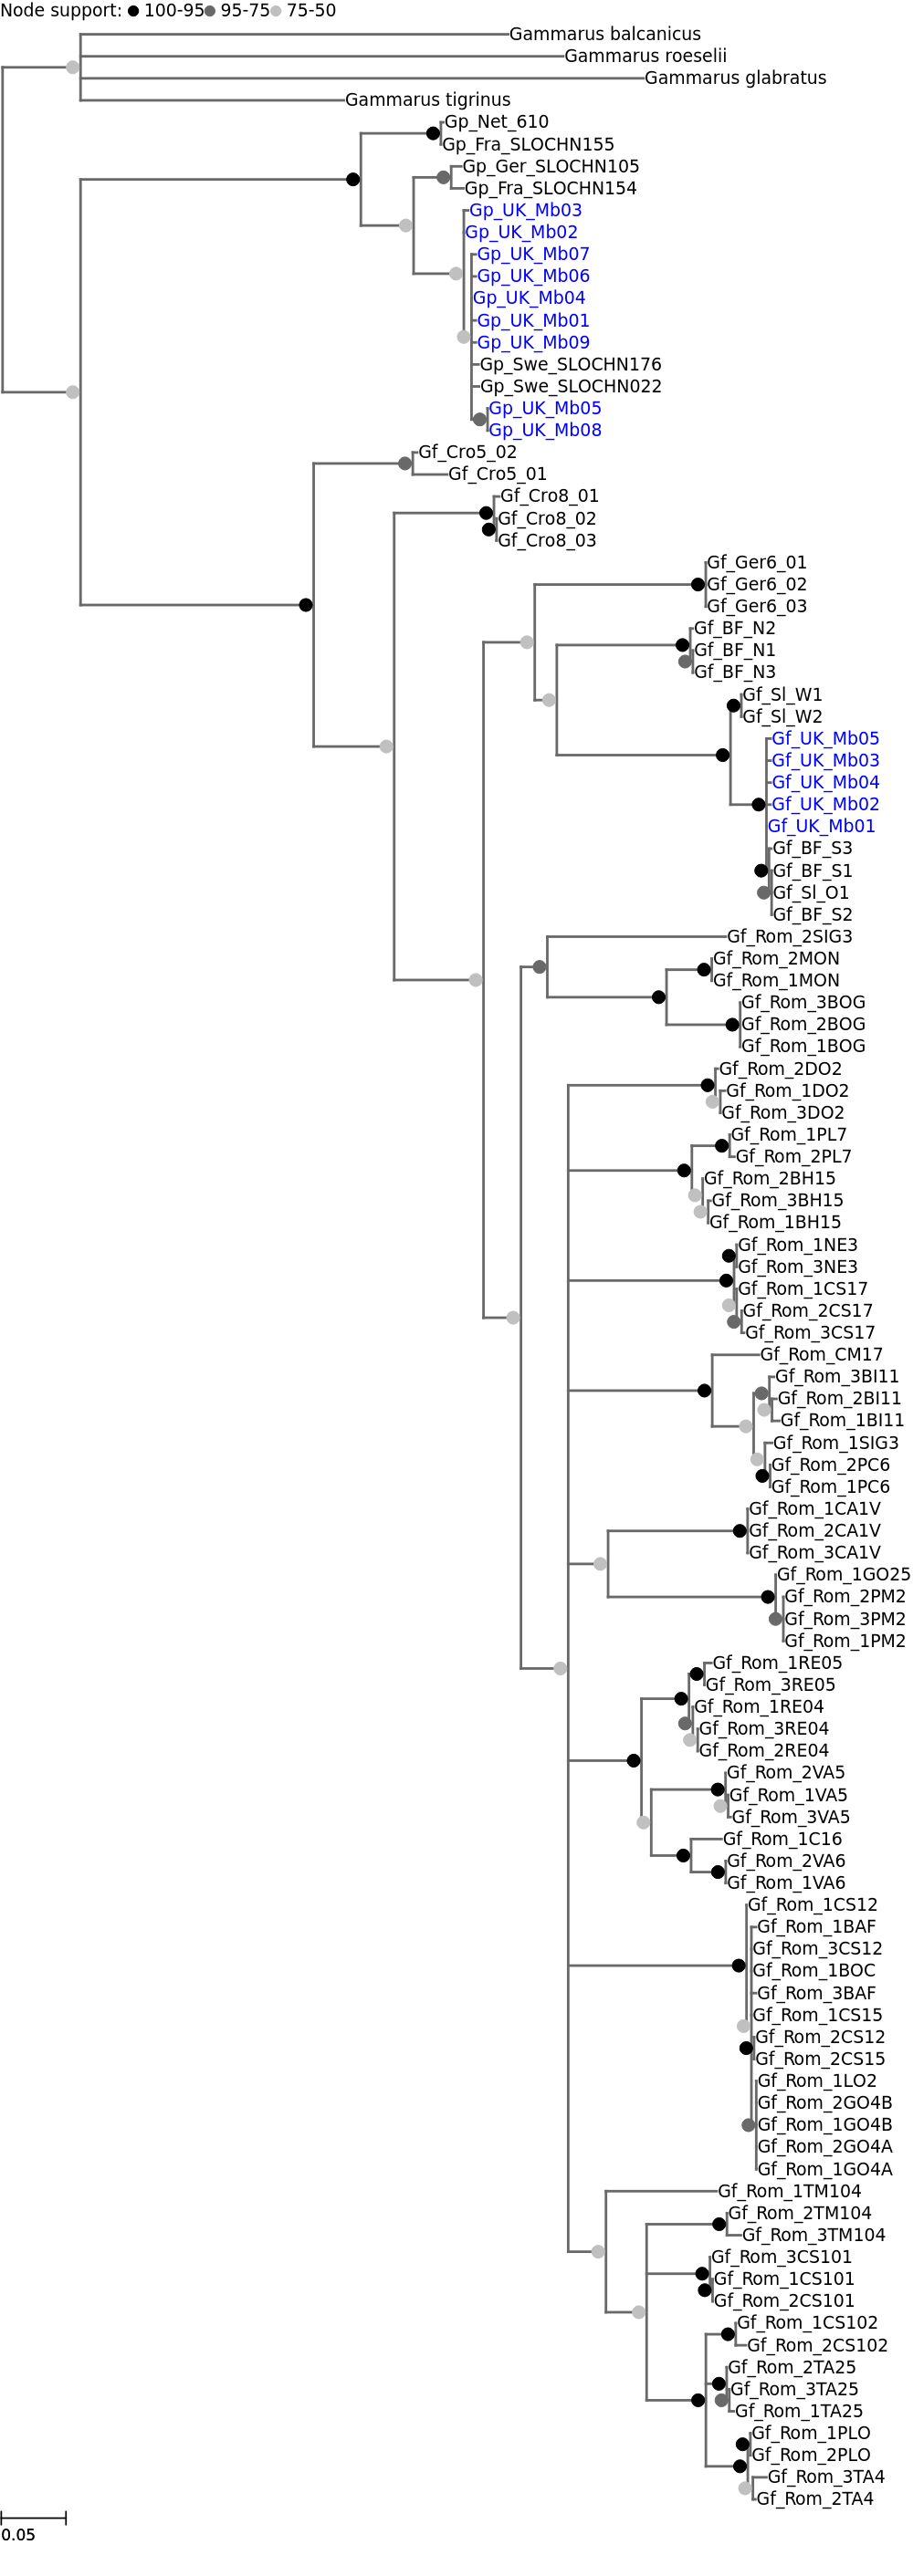 Node support: 100-95 95-75 75-50
Gammarus balcanicus
Gammarus roeselii
Gammarus glabratus
Gammarus tigrinus
Gp_Net_610
Gp_Fra_SLOCHN155
Gp_Ger_SLOCHN105
Gp_Fra_SLOCHN154
Gp_UK_Mb03
Gp_UK_Mb02
Gp_UK_Mb07
Gp_UK_Mb06
Gp_UK_Mb04
Gp_UK_Mb01
Gp_UK_Mb09
Gp_Swe_SLOCHN176
Gp_Swe_SLOCHN022
Gp_UK_Mb05
Gp_UK_Mb08
Gf_Cro5_02
Gf_Cro5_01
Gf_Cro8_01
Gf_Cro8_02
Gf_Cro8_03
Gf_Ger6_01
Gf_Ger6_02
Gf_Ger6_03
Gf_BF_N2
Gf_BF_N1
Gf_BF_N3
Gf_Sl_W1
Gf_Sl_W2
Gf_UK_Mb05
Gf_UK_Mb03
Gf_UK_Mb04
Gf_UK_Mb02
Gf_UK_Mb01
Gf_BF_S3
Gf_BF_S1
Gf_Sl_O1
Gf_BF_S2
Gf_Rom_2SIG3
Gf_Rom_2MON
Gf_Rom_1MON
Gf_Rom_3BOG
Gf_Rom_2BOG
Gf_Rom_1BOG
Gf_Rom_2DO2
Gf_Rom_1DO2
Gf_Rom_3DO2
Gf_Rom_1PL7
Gf_Rom_2PL7
Gf_Rom_2BH15
Gf_Rom_3BH15
Gf_Rom_1BH15
Gf_Rom_1NE3
Gf_Rom_3NE3
Gf_Rom_1CS17
Gf_Rom_2CS17
Gf_Rom_3CS17
Gf_Rom_CM17
Gf_Rom_3BI11
Gf_Rom_2BI11
Gf_Rom_1BI11
Gf_Rom_1SIG3
Gf_Rom_2PC6
Gf_Rom_1PC6
Gf_Rom_1CA1V
Gf_Rom_2CA1V
Gf_Rom_3CA1V
Gf_Rom_1GO25
Gf_Rom_2PM2
Gf_Rom_3PM2
Gf_Rom_1PM2
Gf_Rom_1RE05
Gf_Rom_3RE05
Gf_Rom_1RE04
Gf_Rom_3RE04
Gf_Rom_2RE04
Gf_Rom_2VA5
Gf_Rom_1VA5
Gf_Rom_3VA5
Gf_Rom_1C16
Gf_Rom_2VA6
Gf_Rom_1VA6
Gf_Rom_1CS12
Gf_Rom_1BAF
Gf_Rom_3CS12
Gf_Rom_1BOC
Gf_Rom_3BAF
Gf_Rom_1CS15
Gf_Rom_2CS12
Gf_Rom_2CS15
Gf_Rom_1LO2
Gf_Rom_2GO4B
Gf_Rom_1GO4B
Gf_Rom_2GO4A
Gf_Rom_1GO4A
Gf_Rom_1TM104
Gf_Rom_2TM104
Gf_Rom_3TM104
Gf_Rom_3CS101
Gf_Rom_1CS101
Gf_Rom_2CS101
Gf_Rom_1CS102
Gf_Rom_2CS102
Gf_Rom_2TA25
Gf_Rom_3TA25
Gf_Rom_1TA25
Gf_Rom_1PLO
Gf_Rom_2PLO
Gf_Rom_3TA4
Gf_Rom_2TA4
0.05